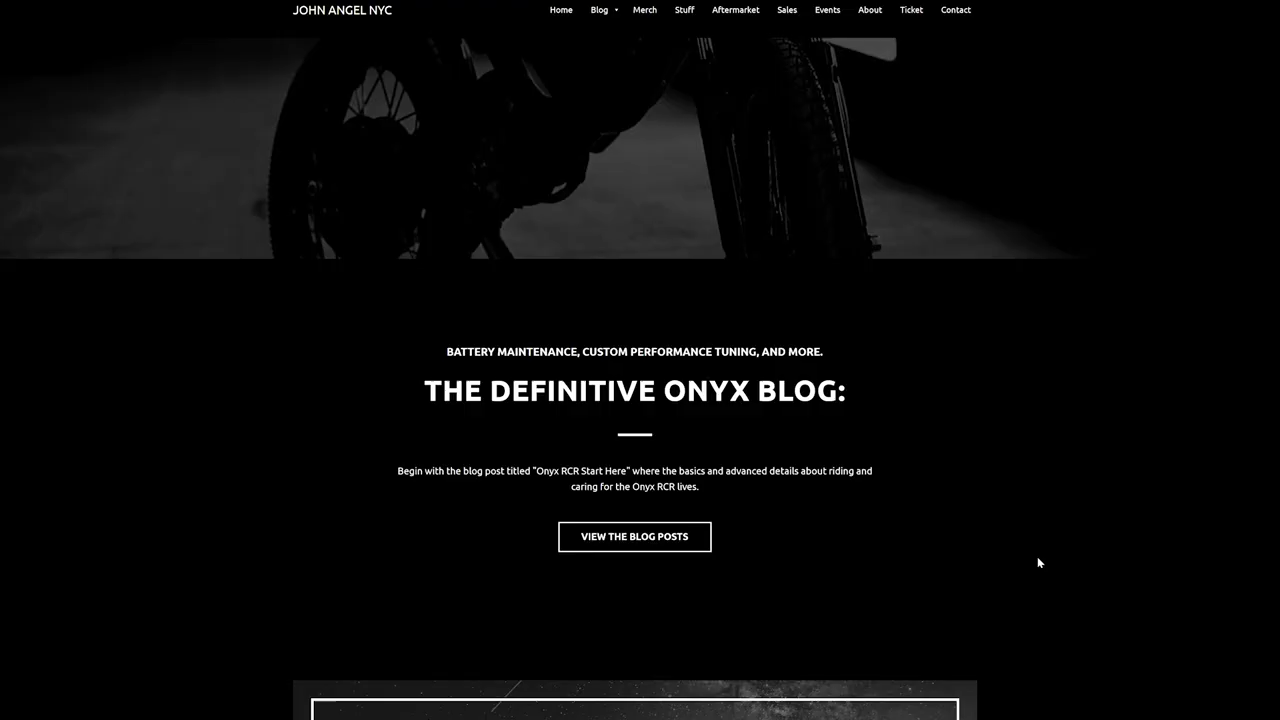 JOHN ANGEL NYC
Home Blog Merch Stuff Aftermarket Sales Events About Ticket Contact
BATTERY MAINTENANCE, CUSTOM PERFORMANCE TUNING, AND MORE.
THE DEFINITIVE ONYX BLOG:
Begin with the blog post titled "Onyx RCR Start Here" where the basics and advanced details about riding and
caring for the Onyx RCR lives.
VIEW THE BLOG POSTS